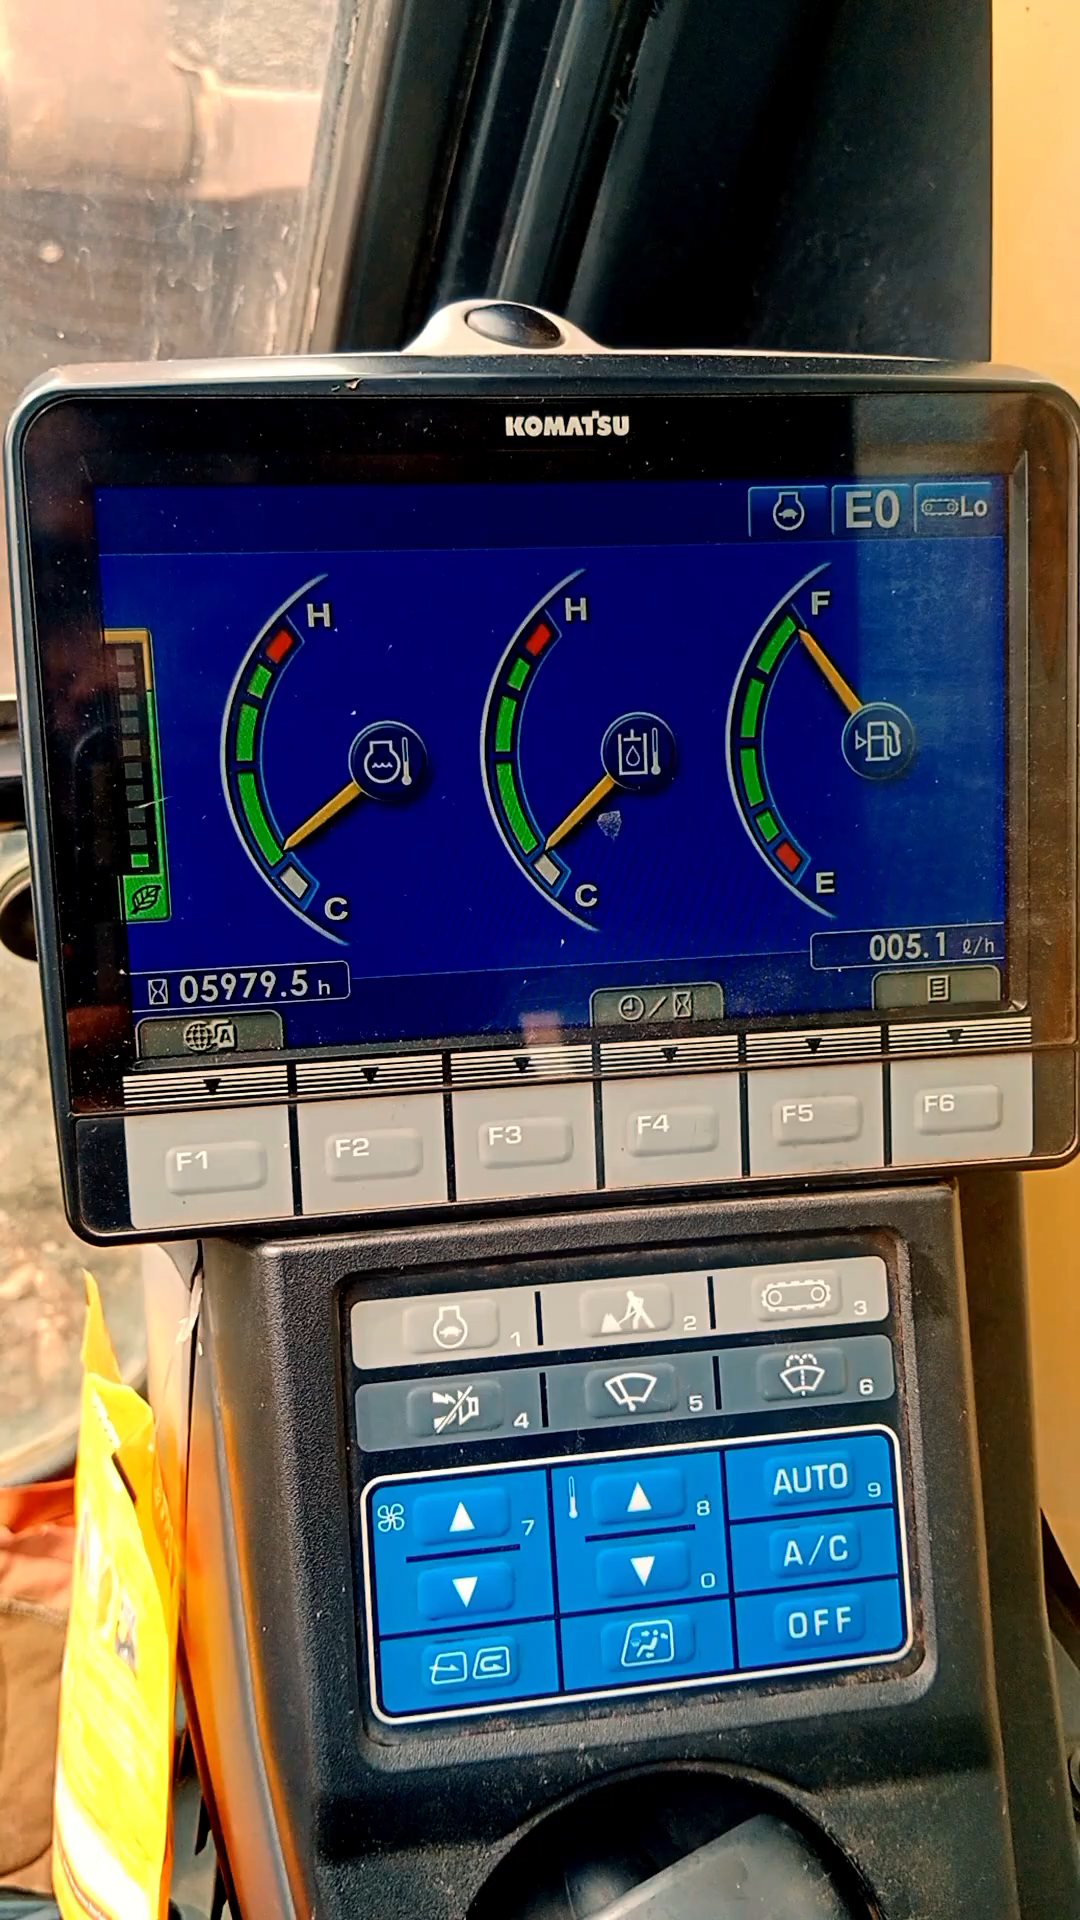 KOMATSU
E0 Lo
H H F
C C E
005.1 ℓ/h
05979.5 h
A
F1 F2 F3 F4 F5 F6
1 2 3
4 5 6
7 8 AUTO 9
0 A/C
OFF